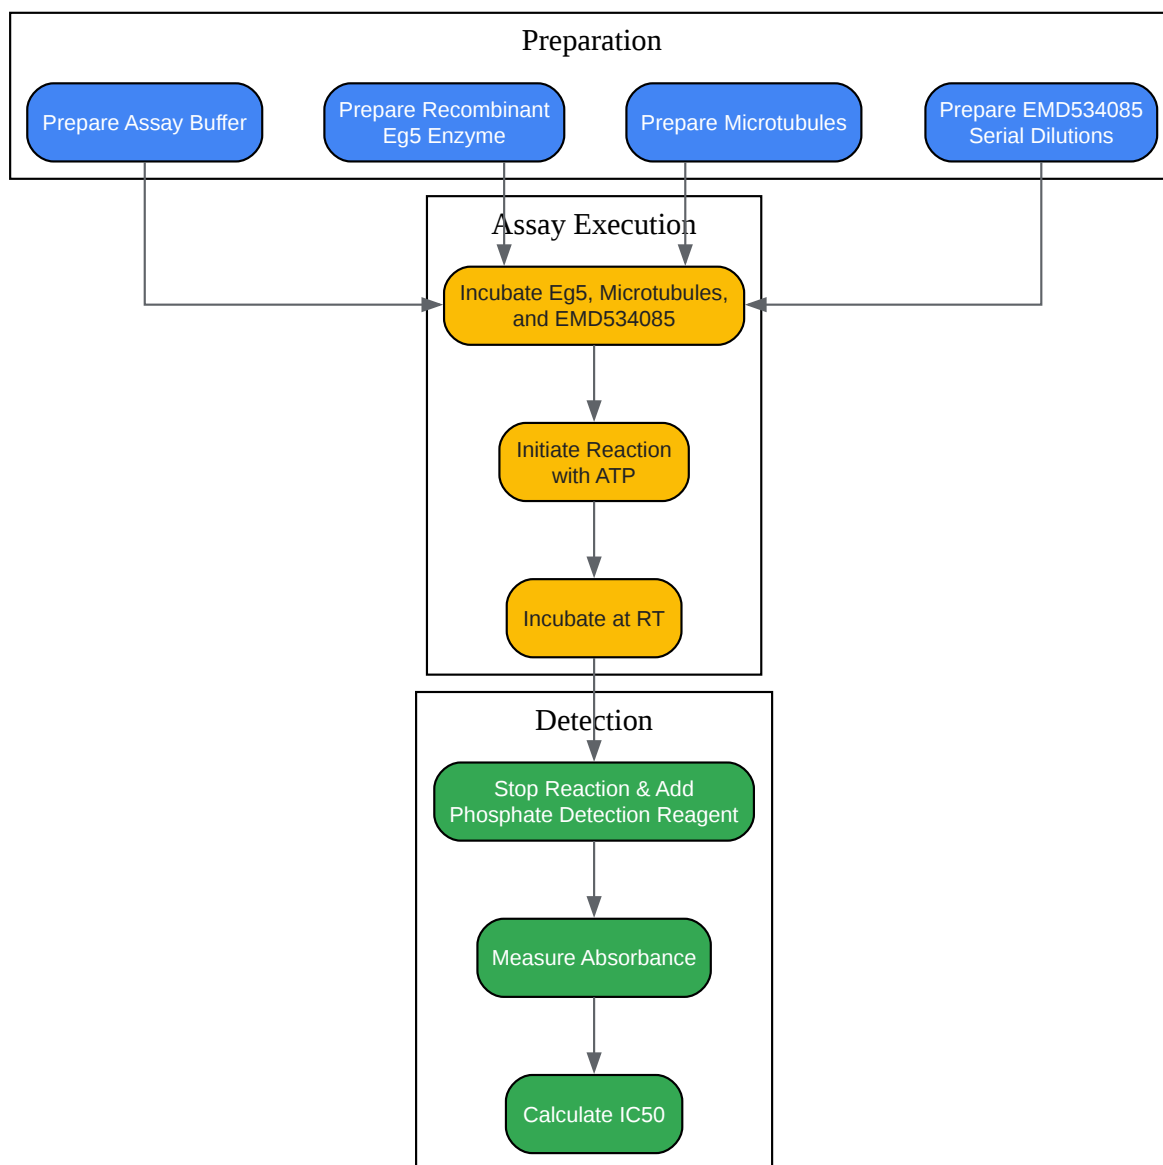 Preparation
Prepare Assay Buffer
Prepare Recombinant
Eg5 Enzyme
Prepare Microtubules
Prepare EMD534085
Serial Dilutions
Assay Execution
Incubate Eg5, Microtubules,
and EMD534085
Initiate Reaction
with ATP
Incubate at RT
Detection
Stop Reaction & Add
Phosphate Detection Reagent
Measure Absorbance
Calculate IC50